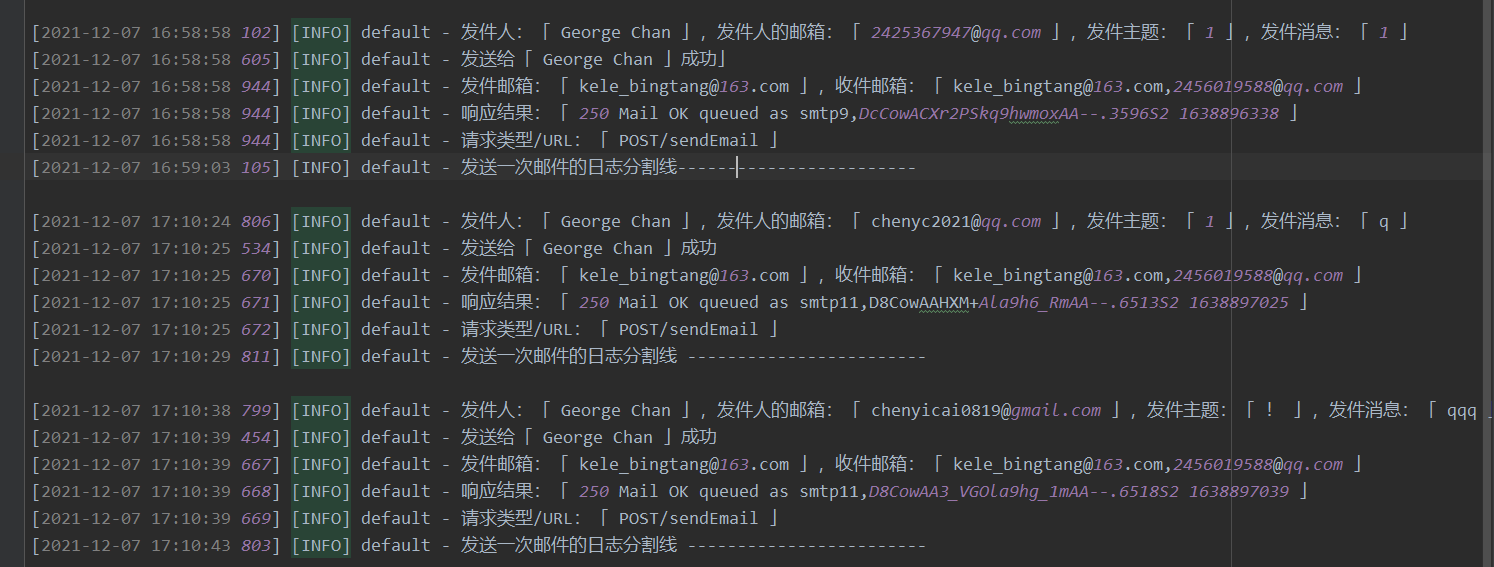 [2021-12-07 16:58:58 102] [INFO] default - 发件人:「 George Chan 」, 发件人的邮箱:「 2425367947@qq.com 」, 发件主题:「 1 」, 发件消息:「 1 」
[2021-12-07 16:58:58 605] [INFO] default - 发送给「 George Chan 」成功」
[2021-12-07 16:58:58 944] [INFO] default - 发件邮箱:「 kele_bingtang@163.com 」, 收件邮箱:「 kele_bingtang@163.com,2456019588@qq.com 」
[2021-12-07 16:58:58 944] [INFO] default - 响应结果:「 250 Mail OK queued as smtp9,DcCowACXr2PSkq9hwmoxAA--.3596S2 1638896338 」
[2021-12-07 16:58:58 944] [INFO] default - 请求类型/URL:「 POST/sendEmail 」
[2021-12-07 16:59:03 105] [INFO] default - 发送一次邮件的日志分割线------------------------
[2021-12-07 17:10:24 806] [INFO] default - 发件人:「 George Chan 」, 发件人的邮箱:「 chenyc2021@qq.com 」, 发件主题:「 1 」, 发件消息:「 q 」
[2021-12-07 17:10:25 534] [INFO] default - 发送给「 George Chan 」成功
[2021-12-07 17:10:25 670] [INFO] default - 发件邮箱:「 kele_bingtang@163.com 」, 收件邮箱:「 kele_bingtang@163.com,2456019588@qq.com 」
[2021-12-07 17:10:25 671] [INFO] default - 响应结果:「 250 Mail OK queued as smtp11,D8CowAAHXM+Ala9h6_RmAA--.6513S2 1638897025 」
[2021-12-07 17:10:25 672] [INFO] default - 请求类型/URL:「 POST/sendEmail 」
[2021-12-07 17:10:29 811] [INFO] default - 发送一次邮件的日志分割线 ------------------------
[2021-12-07 17:10:38 799] [INFO] default - 发件人:「 George Chan 」, 发件人的邮箱:「 chenyicai0819@gmail.com 」, 发件主题:「 ! 」, 发件消息:「 qqq 」
[2021-12-07 17:10:39 454] [INFO] default - 发送给「 George Chan 」成功
[2021-12-07 17:10:39 667] [INFO] default - 发件邮箱:「 kele_bingtang@163.com 」, 收件邮箱:「 kele_bingtang@163.com,2456019588@qq.com 」
[2021-12-07 17:10:39 668] [INFO] default - 响应结果:「 250 Mail OK queued as smtp11,D8CowAA3_VGOla9hg_1mAA--.6518S2 1638897039 」
[2021-12-07 17:10:39 669] [INFO] default - 请求类型/URL:「 POST/sendEmail 」
[2021-12-07 17:10:43 803] [INFO] default - 发送一次邮件的日志分割线 ------------------------